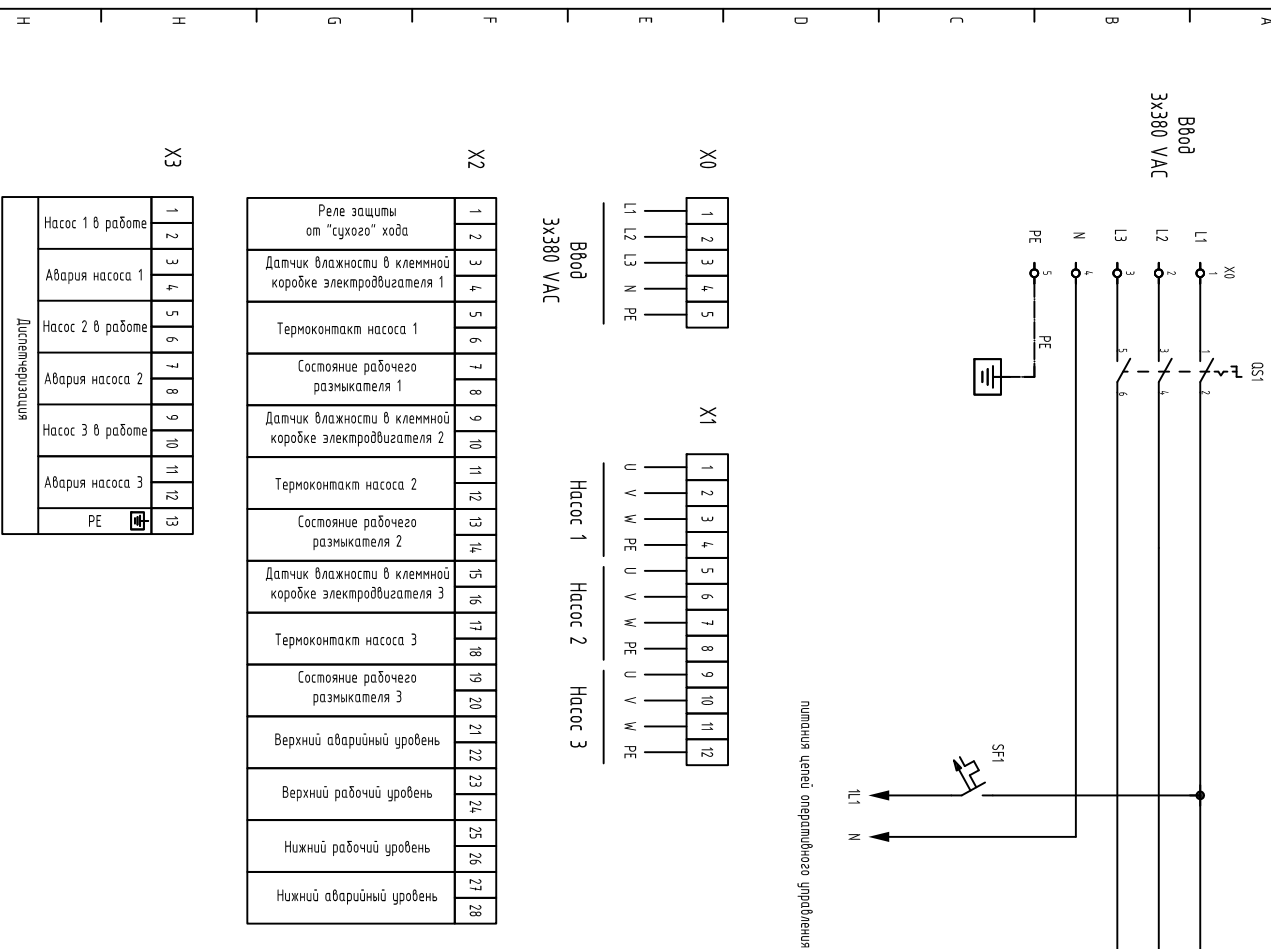 H
G
F
E
D
C
B
A
Ввод
3x380 VAC
X0
L1
1
L2
2
L3
3
N
4
PE
5
PE
QS1
1
2
3
4
5
6
SF1
1L1
N
питания цепей оперативного управления
X0
1
2
3
4
5
L1
L2
L3
N
PE
Ввод
3x380 VAC
X1
1
2
3
4
5
6
7
8
9
10
11
12
U
V
W
PE
U
V
W
PE
U
V
W
PE
Насос 1
Насос 2
Насос 3
X2
Реле защиты
от "сухого" хода
1
2
Датчик влажности в клеммной
коробке электродвигателя 1
3
4
Термоконтакт насоса 1
5
6
Состояние рабочего
размыкателя 1
7
8
Датчик влажности в клеммной
коробке электродвигателя 2
9
10
Термоконтакт насоса 2
11
12
Состояние рабочего
размыкателя 2
13
14
Датчик влажности в клеммной
коробке электродвигателя 3
15
16
Термоконтакт насоса 3
17
18
Состояние рабочего
размыкателя 3
19
20
Верхний аварийный уровень
21
22
Верхний рабочий уровень
23
24
Нижний рабочий уровень
25
26
Нижний аварийный уровень
27
28
X3
Насос 1 в работе
1
2
Авария насоса 1
3
4
Насос 2 в работе
5
6
Авария насоса 2
7
8
Насос 3 в работе
9
10
Авария насоса 3
11
12
PE
13
Диспетчеризация